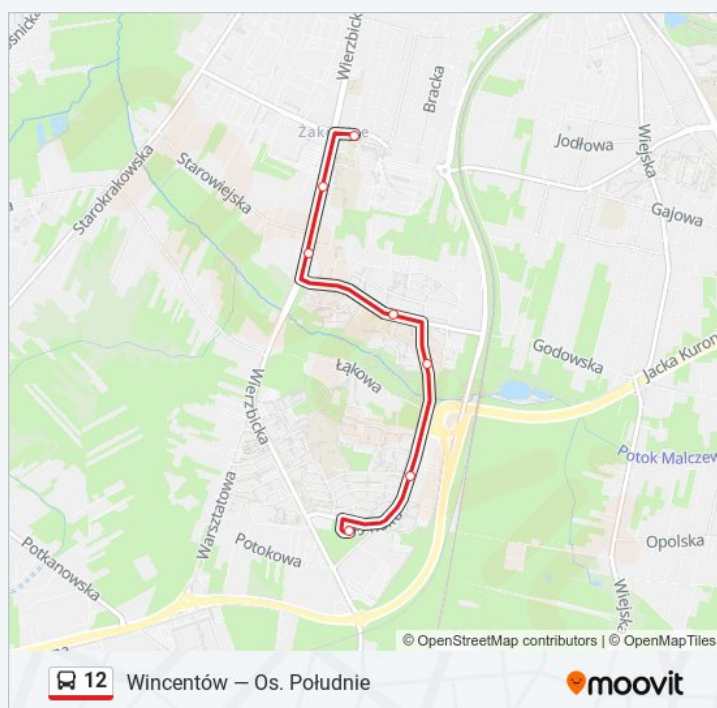 ośnicka
Wierzbicka
Bracka
Wiejska
Jodłowa
Starokrakowska
Starowiejska
Gajowa
Godowska
Jacka Kuroń
Łąkowa
Wierzbicka
Potok Malczew
Warsztatowa
Potokowa
Opolska
Potkanowska
Wiejska
© OpenStreetMap contributors | © OpenMapTiles
12 Wincentów — Os. Południe
moovit